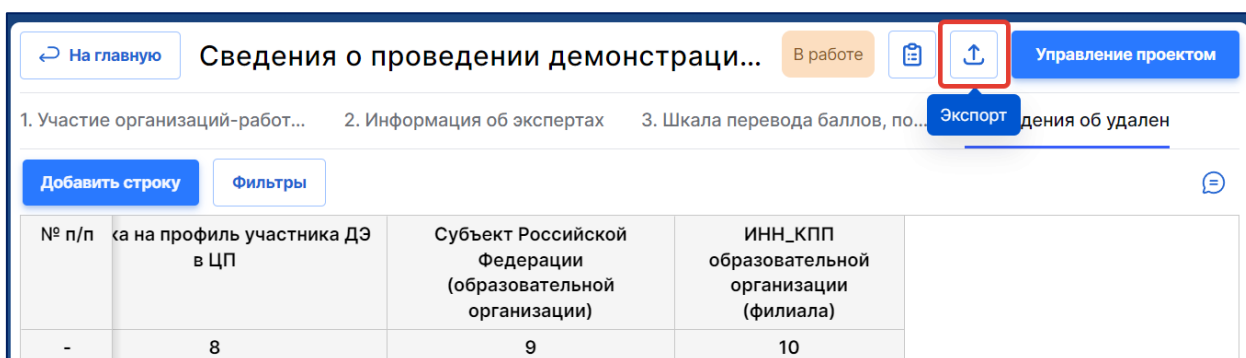 На главную
Сведения о проведении демонстраци...
В работе
Управление проектом
1. Участие организаций-работ...
2. Информация об экспертах
3. Шкала перевода баллов, по...
Экспорт
дения об удален
Добавить строку
Фильтры
№ п/п
ка на профиль участника ДЭ
в ЦП
Субъект Российской
Федерации
(образовательной
организации)
ИНН_КПП
образовательной
организации
(филиала)
-
8
9
10